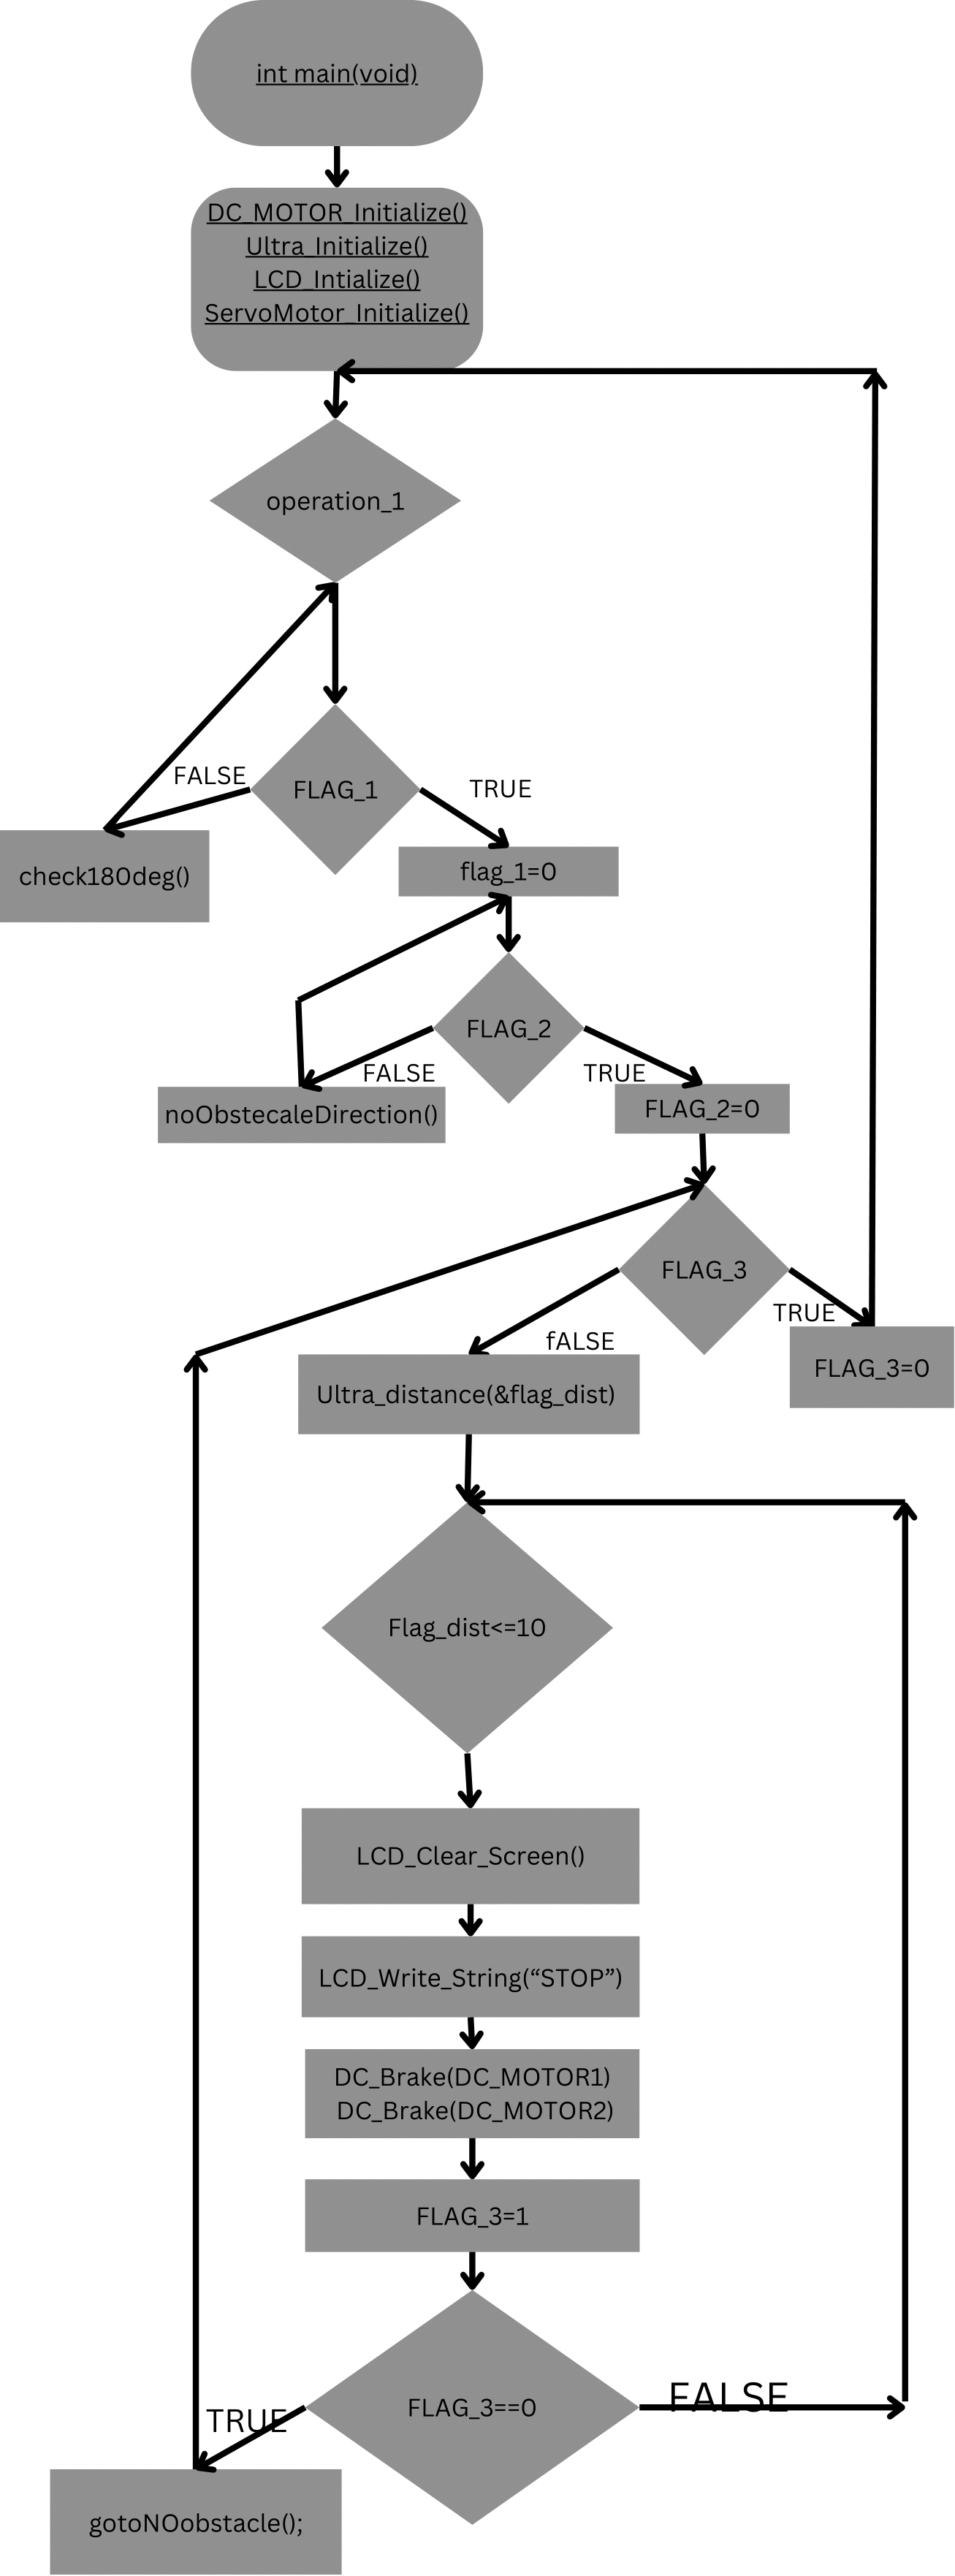 int main(void)
DC_MOTOR_Initialize()
Ultra_Initialize()
LCD_Intialize()
ServoMotor_Initialize()
operation_1
FLAG_1
FALSE
TRUE
check180deg()
flag_1=0
FLAG_2
FALSE
TRUE
noObstecaleDirection()
FLAG_2=0
FLAG_3
fALSE
TRUE
Ultra_distance(&flag_dist)
FLAG_3=0
Flag_dist<=10
LCD_Clear_Screen()
LCD_Write_String(“STOP”)
DC_Brake(DC_MOTOR1)
DC_Brake(DC_MOTOR2)
FLAG_3=1
FLAG_3==0
FALSE
TRUE
gotoNOobstacle();